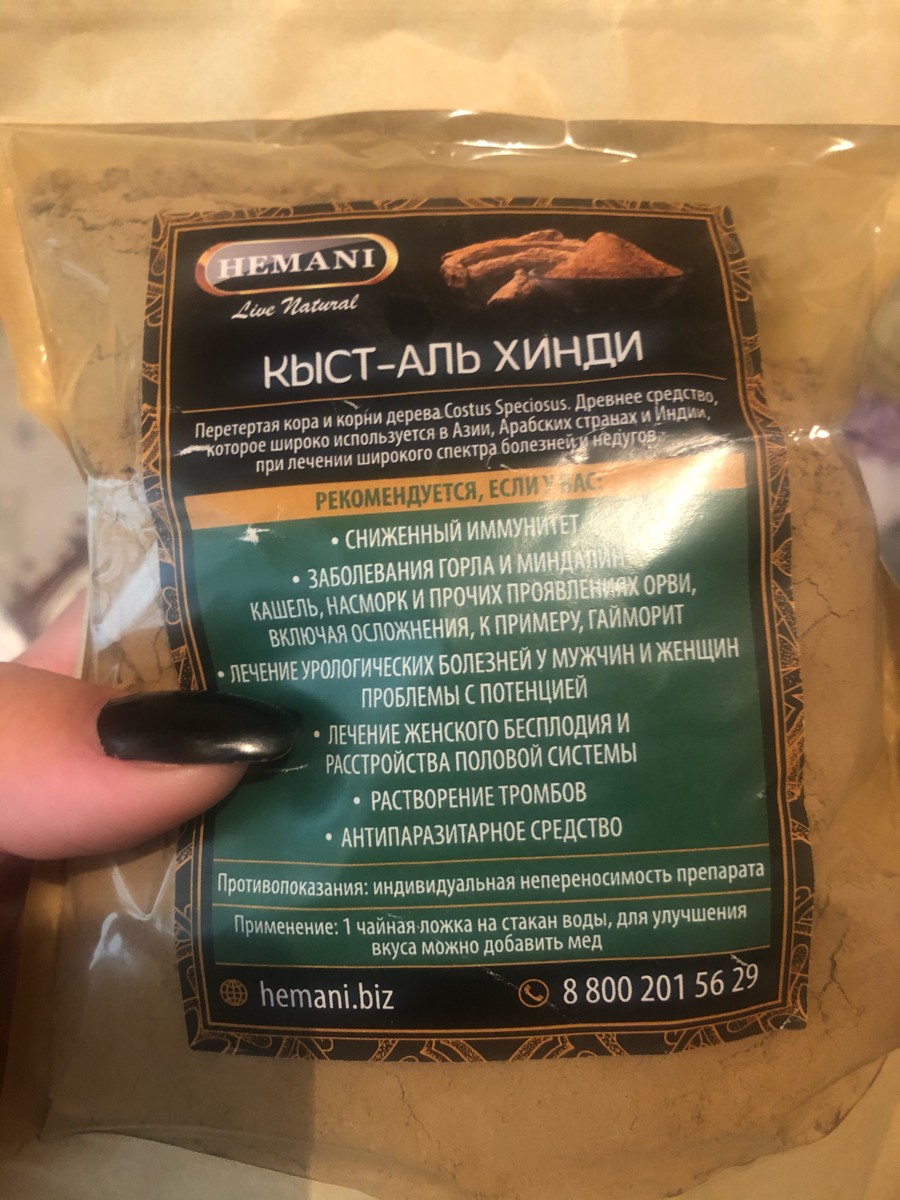 HEMANI
Live Natural
КЫСТ-АЛЬ ХИНДИ
Перетертая кора и корни дерева Costus Speciosus. Древнее средство,
которое широко используется в Азии, Арабских странах и Индии,
при лечении широкого спектра болезней и недугов.
РЕКОМЕНДУЕТСЯ, ЕСЛИ У ВАС:
• СНИЖЕННЫЙ ИММУНИТЕТ
• ЗАБОЛЕВАНИЯ ГОРЛА И МИНДАЛИН
КАШЕЛЬ, НАСМОРК И ПРОЧИХ ПРОЯВЛЕНИЯХ ОРВИ,
ВКЛЮЧАЯ ОСЛОЖНЕНИЯ, К ПРИМЕРУ, ГАЙМОРИТ
• ЛЕЧЕНИЕ УРОЛОГИЧЕСКИХ БОЛЕЗНЕЙ У МУЖЧИН И ЖЕНЩИН
ПРОБЛЕМЫ С ПОТЕНЦИЕЙ
• ЛЕЧЕНИЕ ЖЕНСКОГО БЕСПЛОДИЯ И
РАССТРОЙСТВА ПОЛОВОЙ СИСТЕМЫ
• РАСТВОРЕНИЕ ТРОМБОВ
• АНТИПАРАЗИТАРНОЕ СРЕДСТВО
Противопоказания: индивидуальная непереносимость препарата
Применение: 1 чайная ложка на стакан воды, для улучшения
вкуса можно добавить мед
hemani.biz 8 800 201 56 29